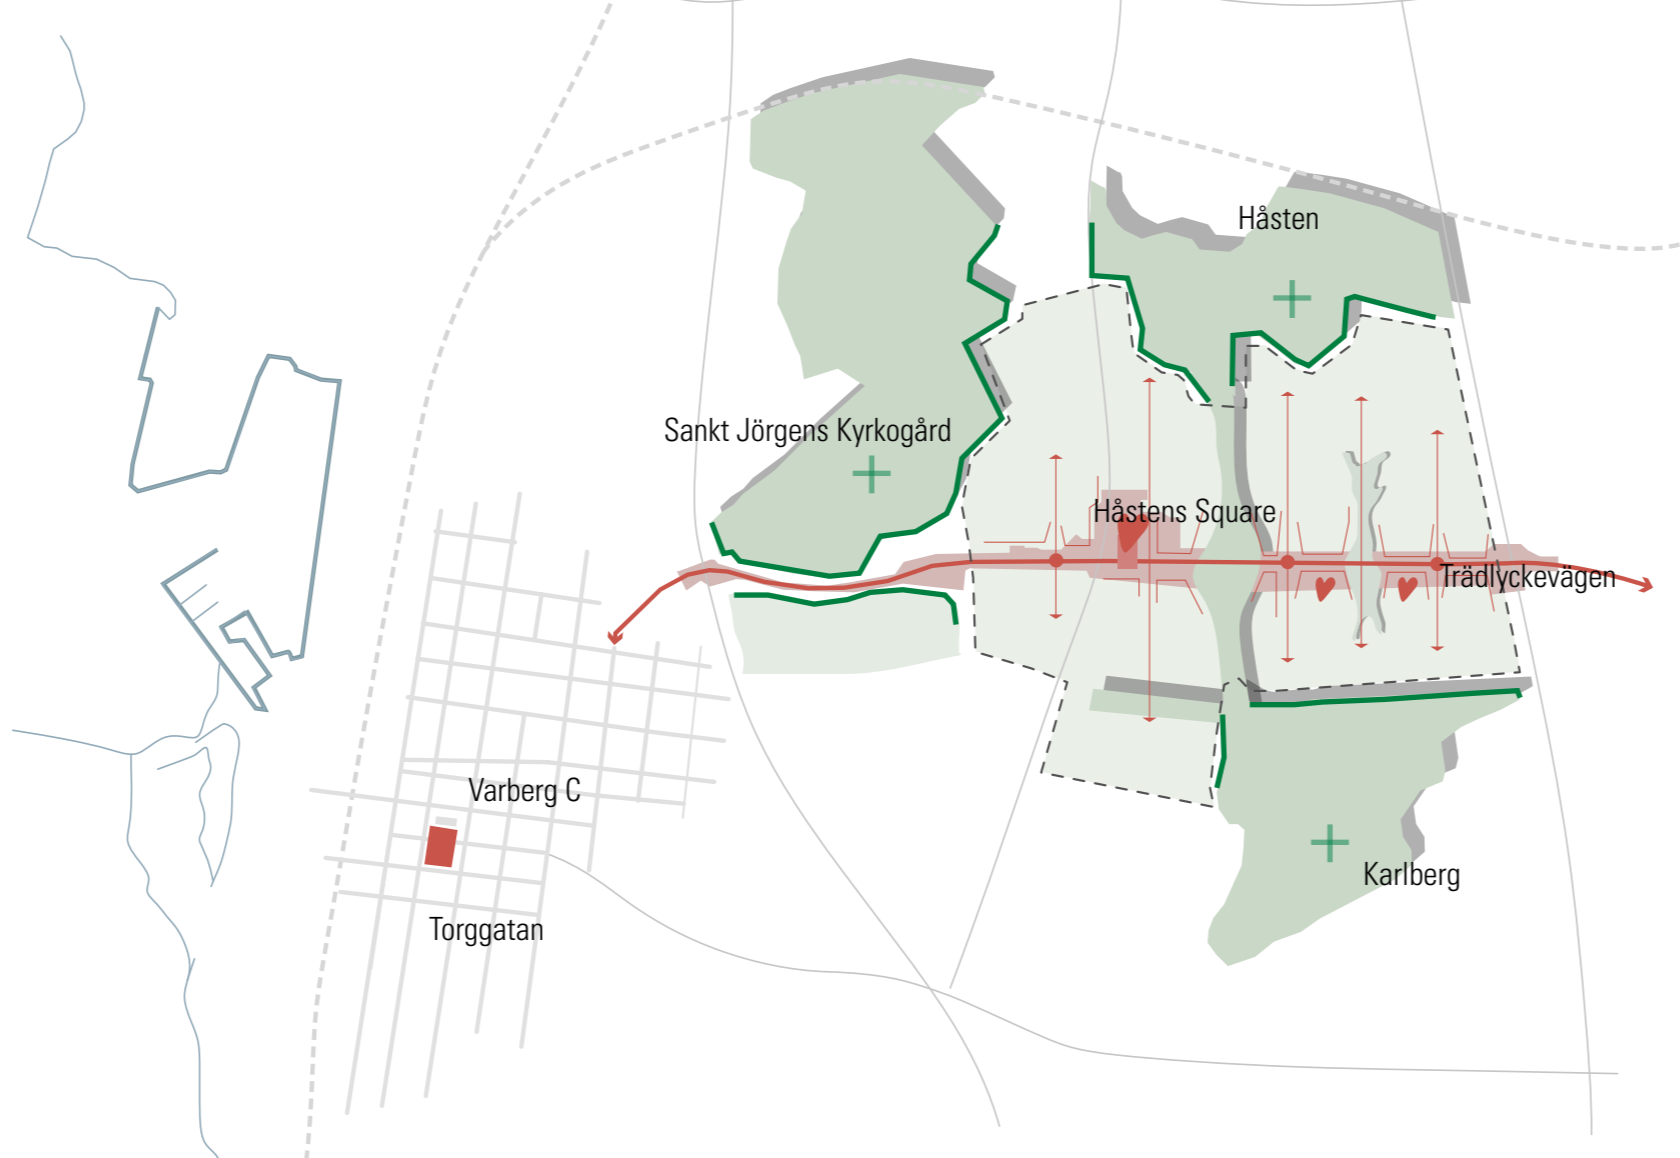 Håsten
Sankt Jörgens Kyrkogård
Håstens Square
Trädlyckevägen
Varberg C
Karlberg
Torggatan